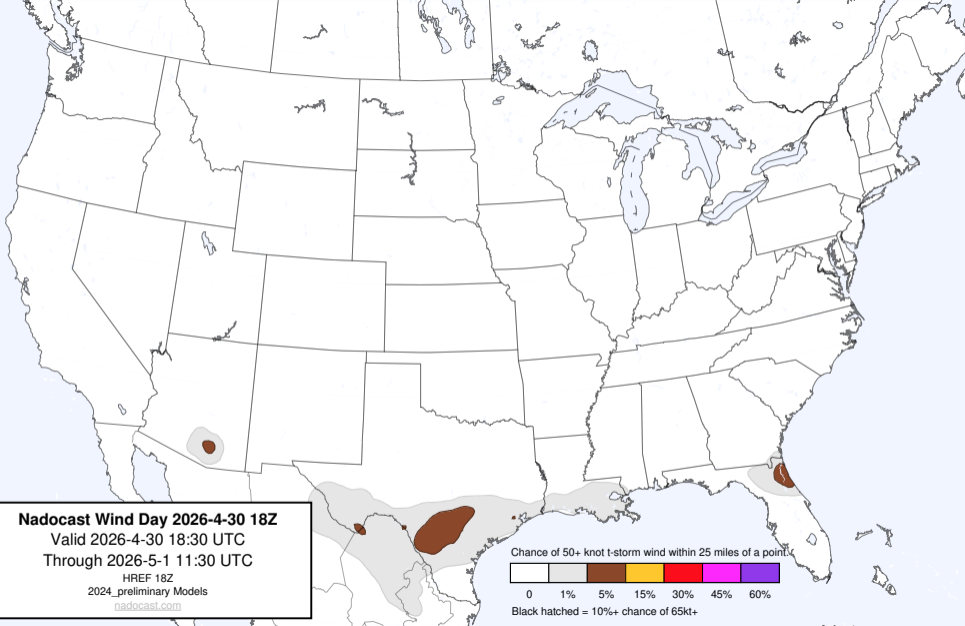 Nadocast Wind Day 2026-4-30 18Z
Valid 2026-4-30 18:30 UTC
Through 2026-5-1 11:30 UTC
HREF 18Z
2024_preliminary Models
nadocast.com
Chance of 50+ knot t-storm wind within 25 miles of a point.
0 1% 5% 15% 30% 45% 60%
Black hatched = 10%+ chance of 65kt+